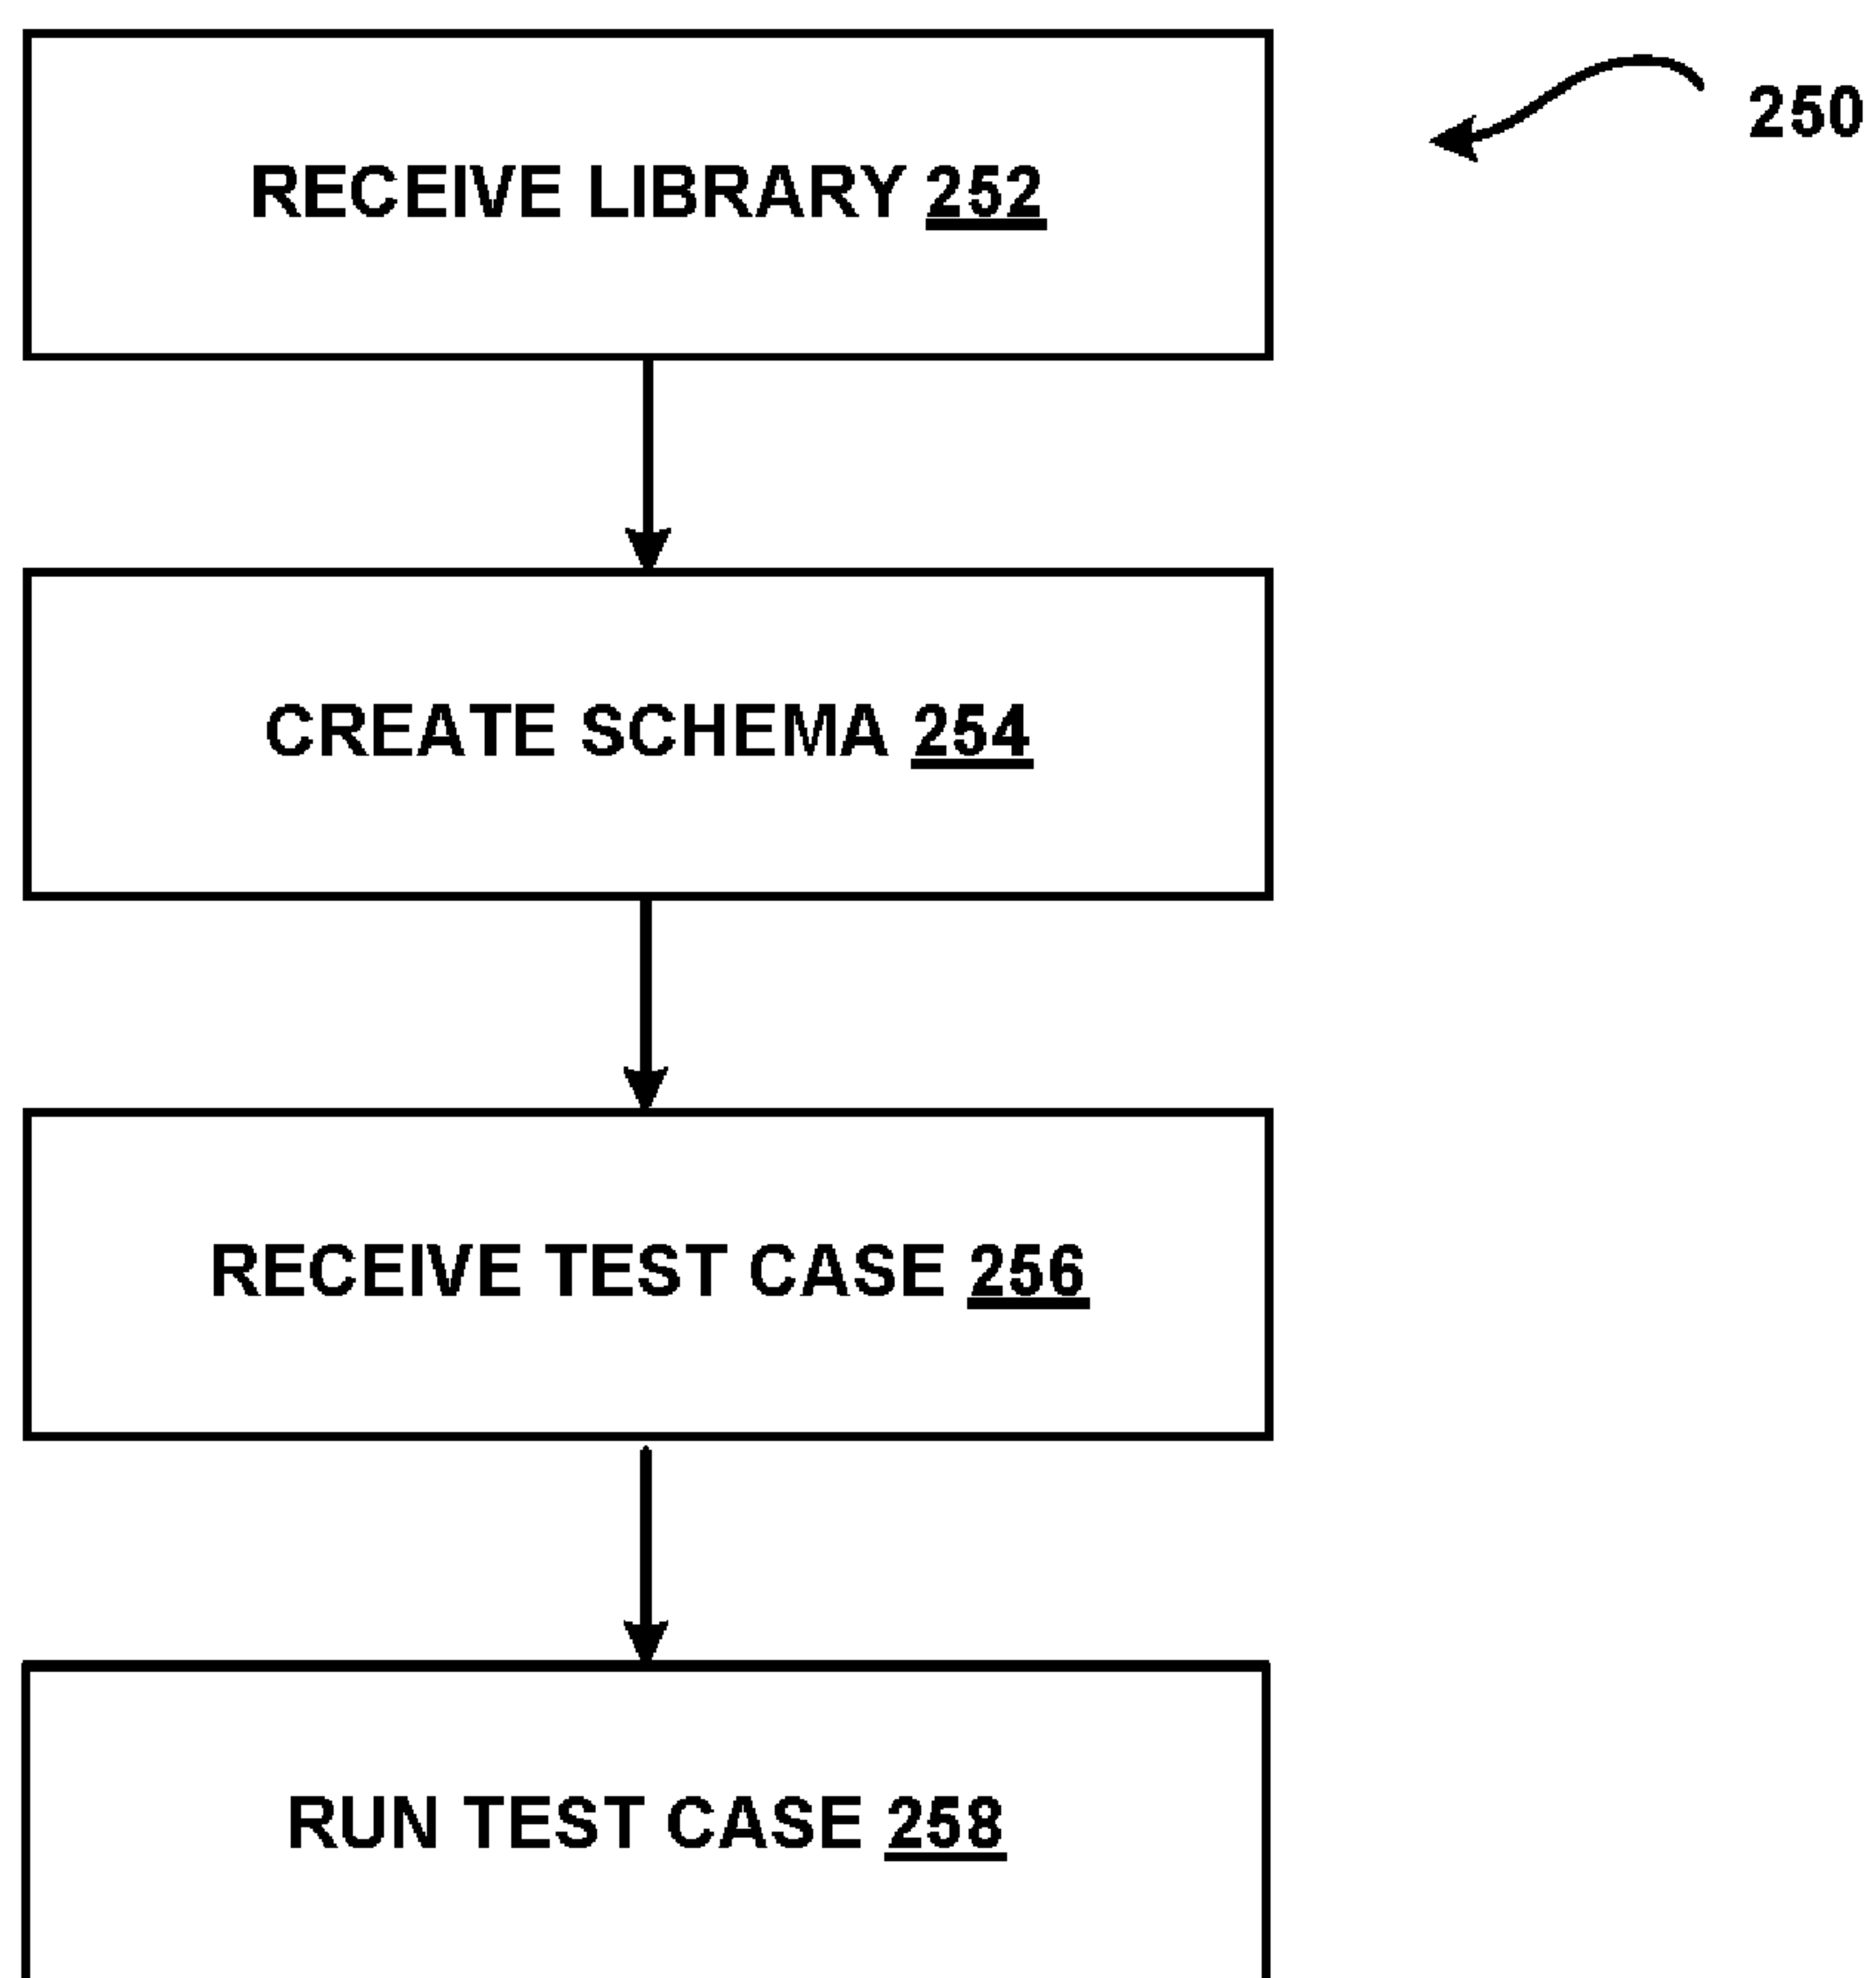 250
RECEIVE LIBRARY 252
CREATE SCHEMA 254
RECEIVE TEST CASE 256
RUN TEST CASE 258